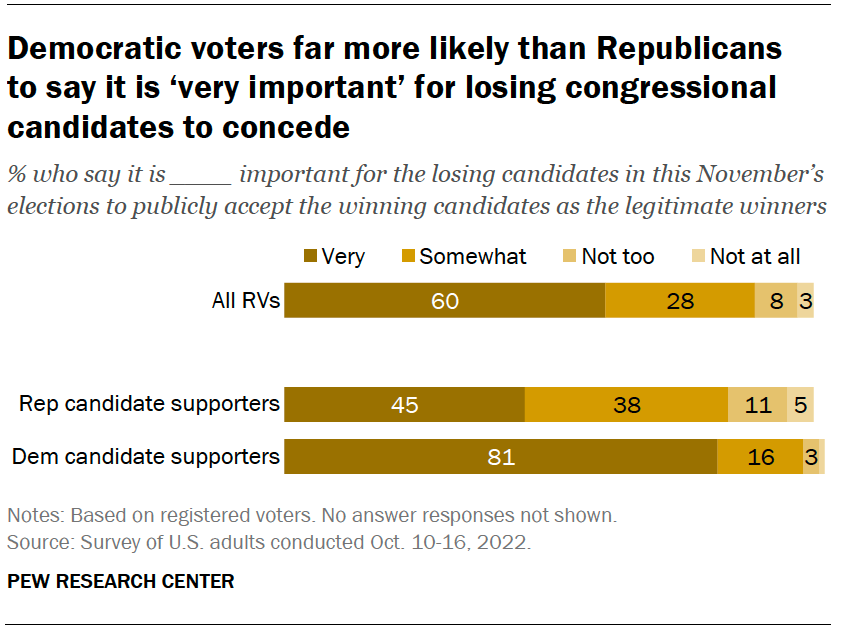 Democratic voters far more likely than Republicans
to say it is ‘very important’ for losing congressional
candidates to concede
% who say it is _____ important for the losing candidates in this November’s
elections to publicly accept the winning candidates as the legitimate winners
Very Somewhat Not too Not at all
All RVs 60 28 8 3
Rep candidate supporters 45 38 11 5
Dem candidate supporters 81 16 3
Notes: Based on registered voters. No answer responses not shown.
Source: Survey of U.S. adults conducted Oct. 10-16, 2022.
PEW RESEARCH CENTER